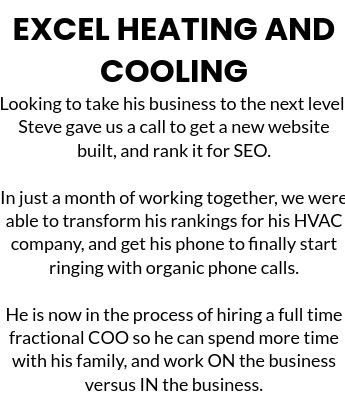 EXCEL HEATING AND
COOLING
Looking to take his business to the next level
Steve gave us a call to get a new website
built, and rank it for SEO.
In just a month of working together, we were
able to transform his rankings for his HVAC
company, and get his phone to finally start
ringing with organic phone calls.
He is now in the process of hiring a full time
fractional COO so he can spend more time
with his family, and work ON the business
versus IN the business.